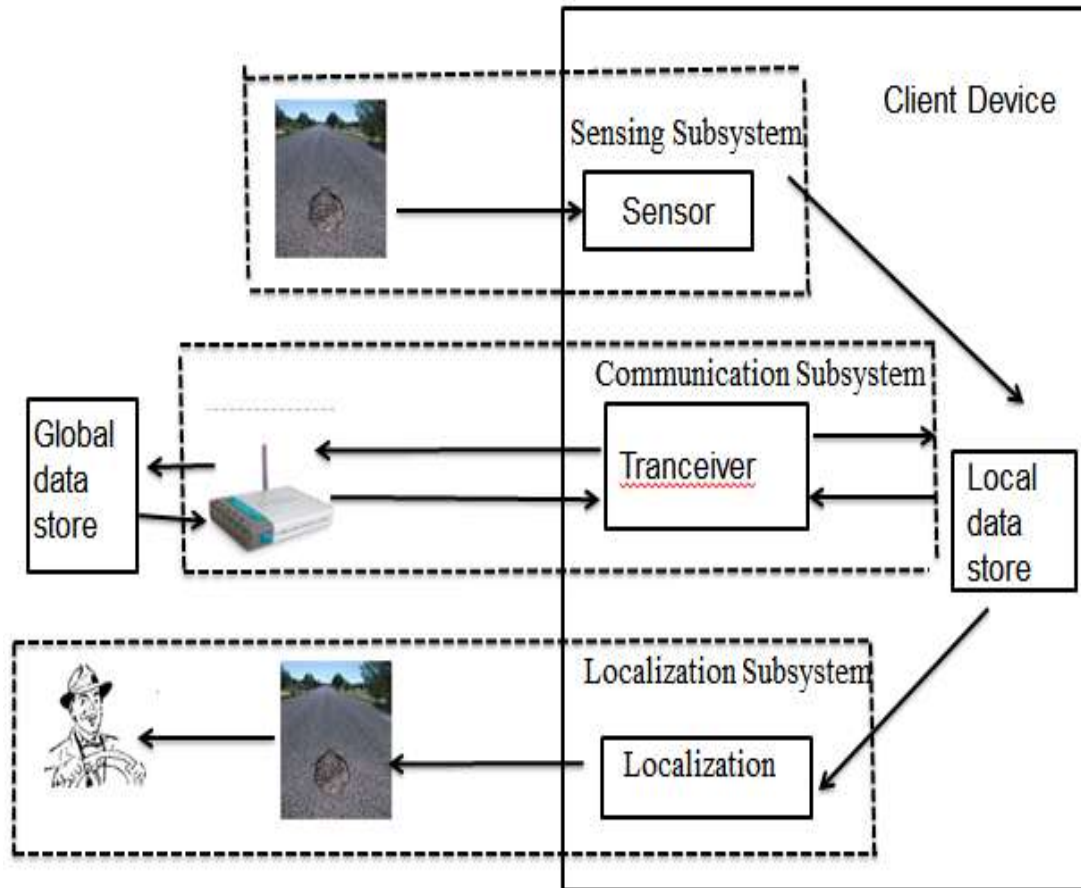 Client Device
Sensing Subsystem
Sensor
Communication Subsystem
Global
data
store
Tranceiver
Local
data
store
Localization Subsystem
Localization